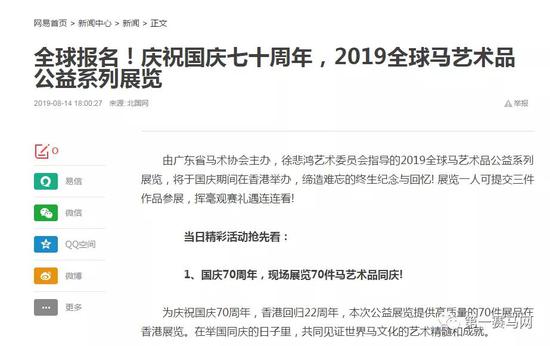 网易首页 > 新闻中心 > 新闻 > 正文
全球报名！庆祝国庆七十周年，2019全球马艺术品
公益系列展览
2019-08-14 18:00:27 来源: 北国网
举报
0
易信
微信
QQ空间
微博
更多
由广东省马术协会主办，徐悲鸿艺术委员会指导的2019全球马艺术品公益系列
展览，将于国庆期间在香港举办，缔造难忘的终生纪念与回忆! 展览一人可提交三件
作品参展，挥毫观赛礼遇连连看!
当日精彩活动抢先看：
1、国庆70周年，现场展览70件马艺术品同庆!
为庆祝国庆70周年，香港回归22周年，本次公益展览提供高质量的70件展品在
香港展览。在举国同庆的日子里，共同见证世界马文化的艺术精髓和成就。
第一赛马网